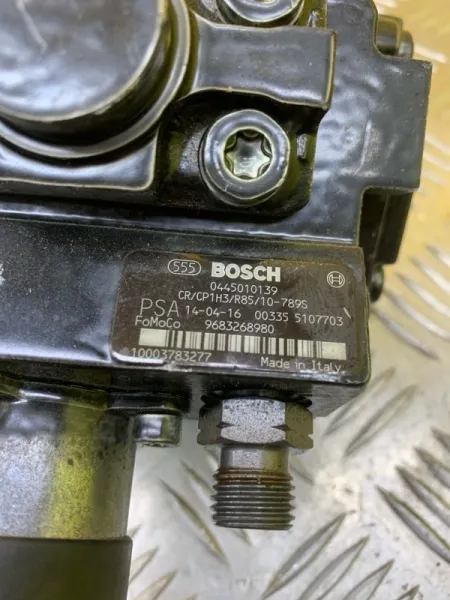 555 BOSCH
0445010139
CR/CP1H3/R85/10-789S
PSA 14-04-16 00335 5107703
FoMoCo 9683268980
10003783277 Made in Italy